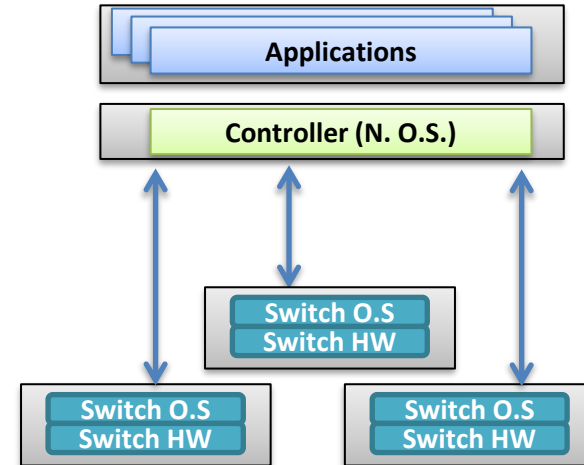 Applications
Controller (N. O.S.)
Switch O.S
Switch HW
Switch O.S
Switch HW
Switch O.S
Switch HW